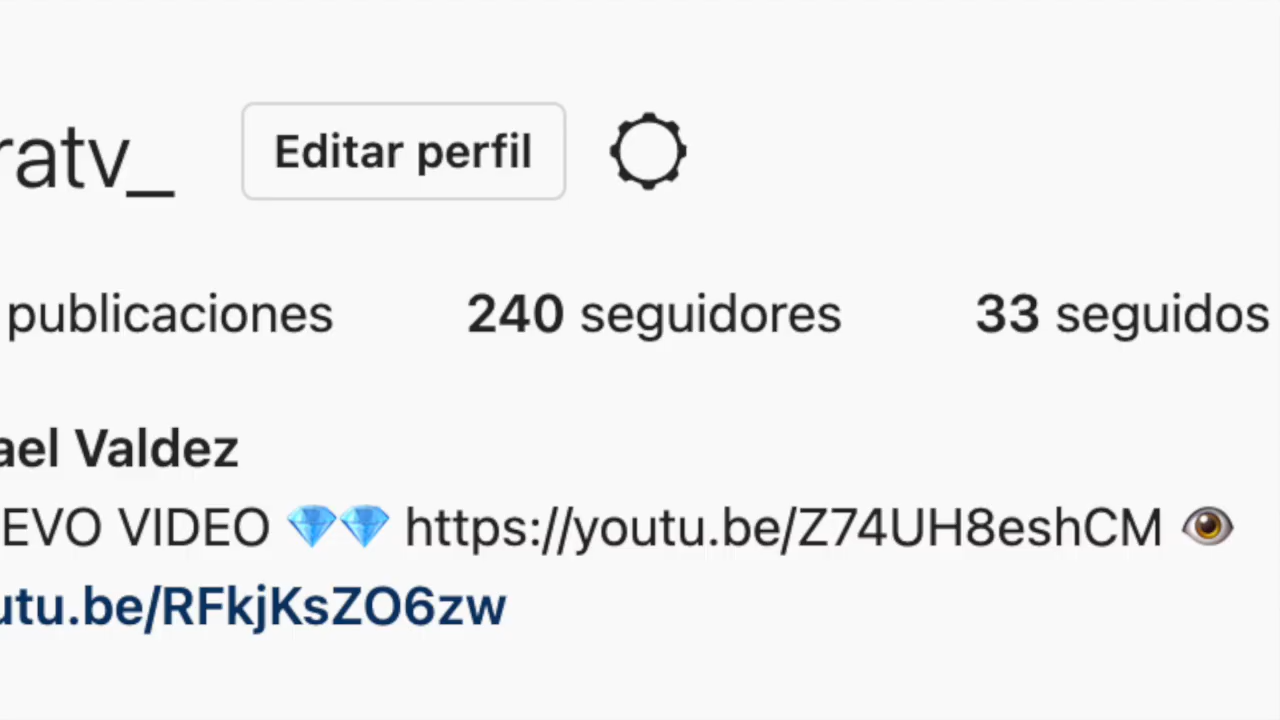 ratv_ Editar perfil
publicaciones 240 seguidores 33 seguidos
ael Valdez
EVO VIDEO 💎💎 https://youtu.be/Z74UH8eshCM 👁
utu.be/RFkjKsZO6zw